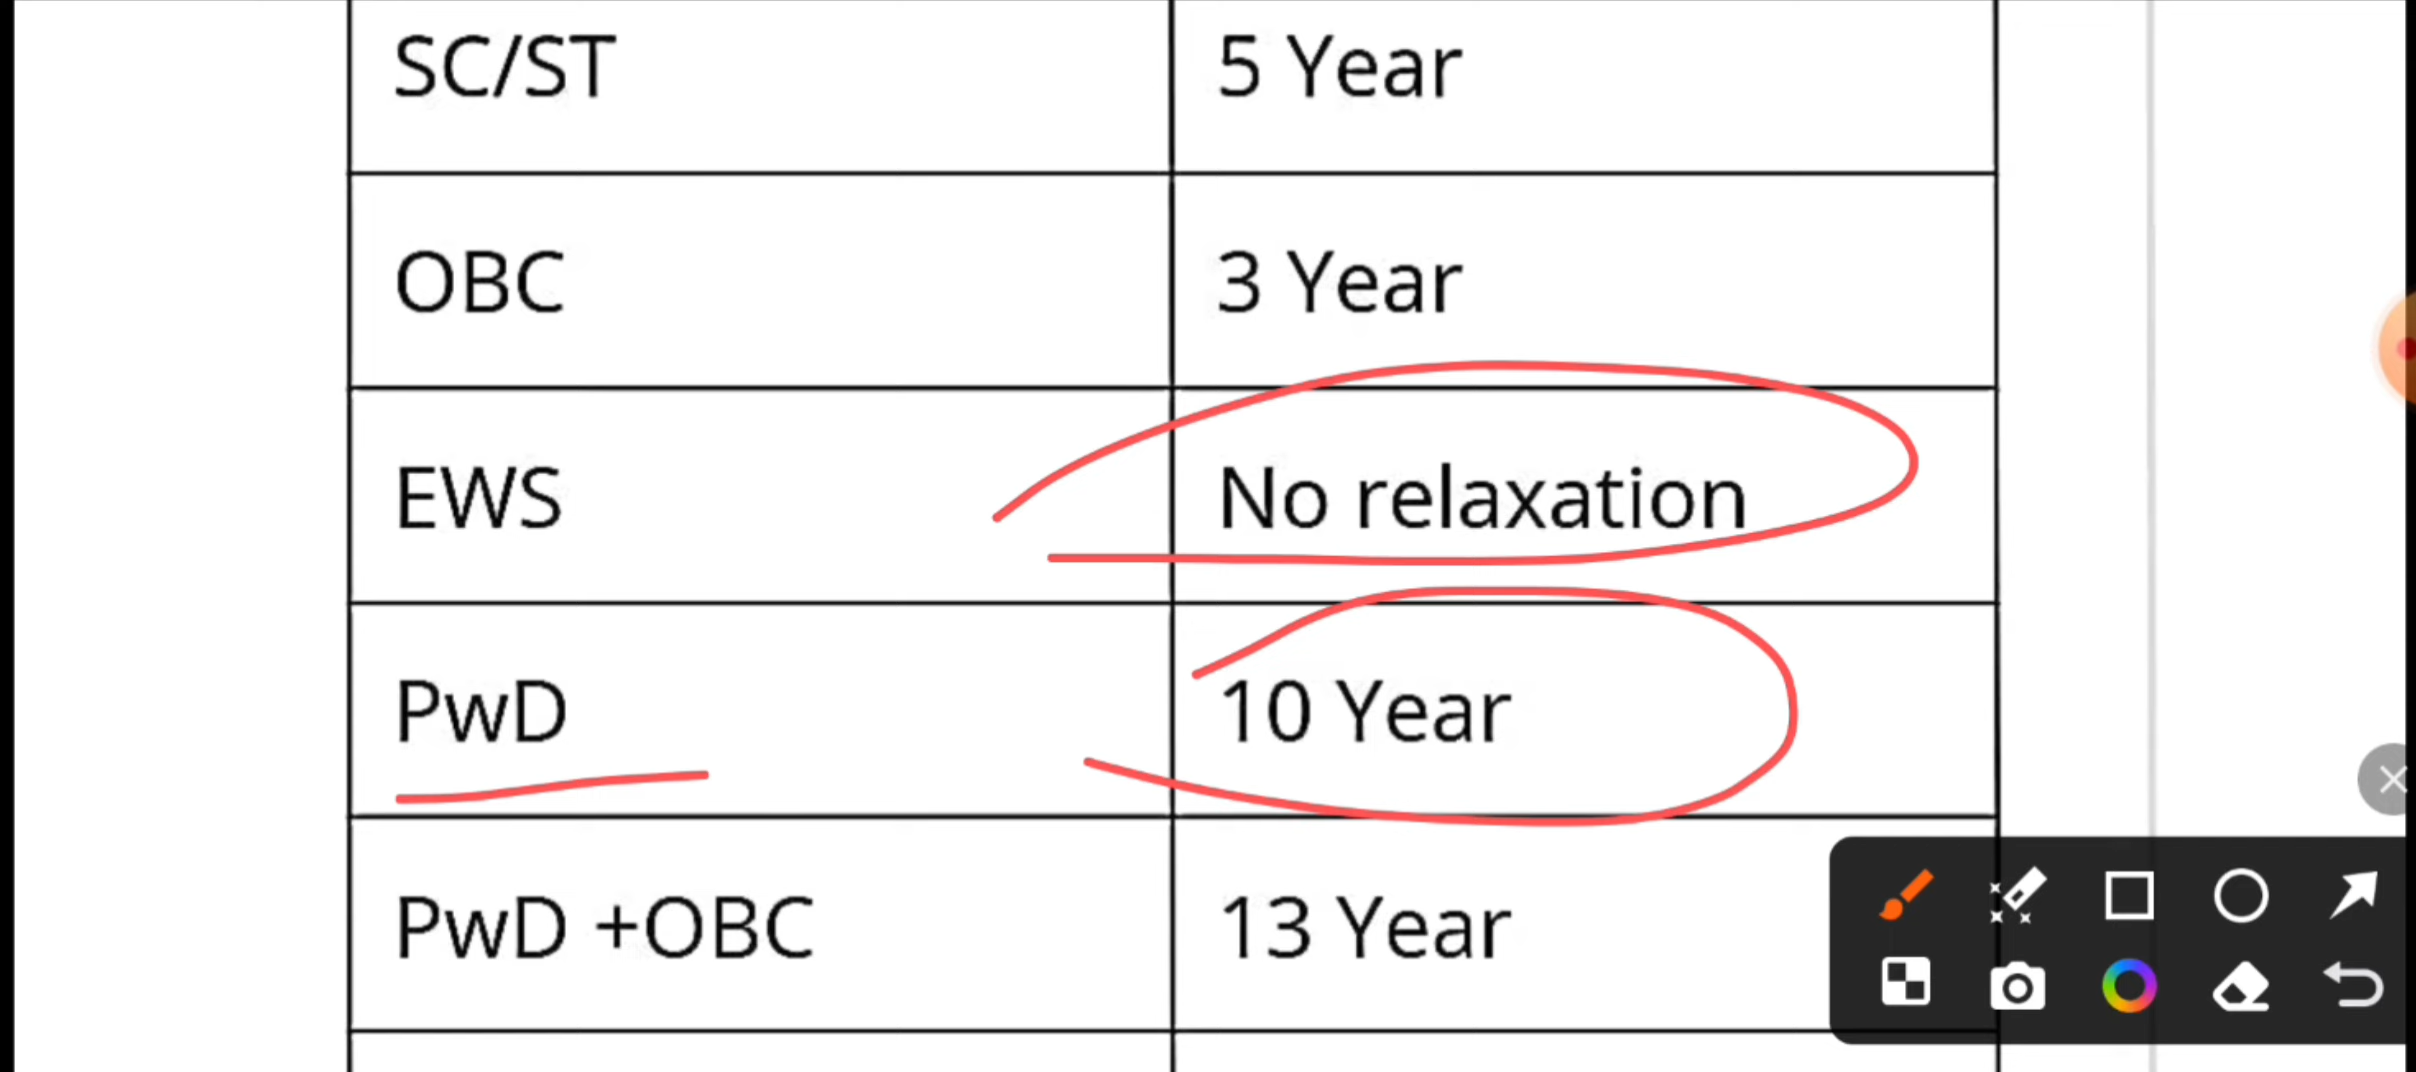 SC/ST 5 Year
OBC 3 Year
EWS No relaxation
PwD 10 Year
PwD +OBC 13 Year